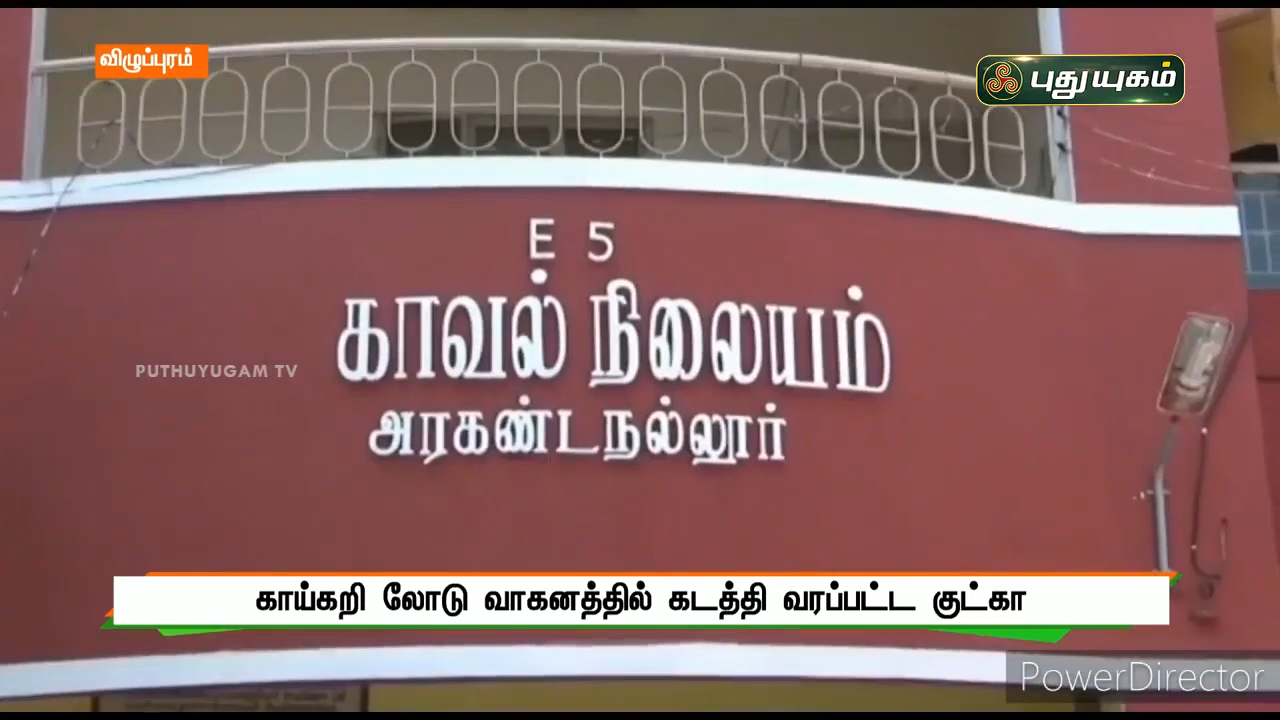 விழுப்புரம்
புதுயுகம்
E 5
காவல் நிலையம்
PUTHUYUGAM TV
அரகண்டநல்லூர்
காய்கறி லோடு வாகனத்தில் கடத்தி வரப்பட்ட குட்கா
PowerDirector